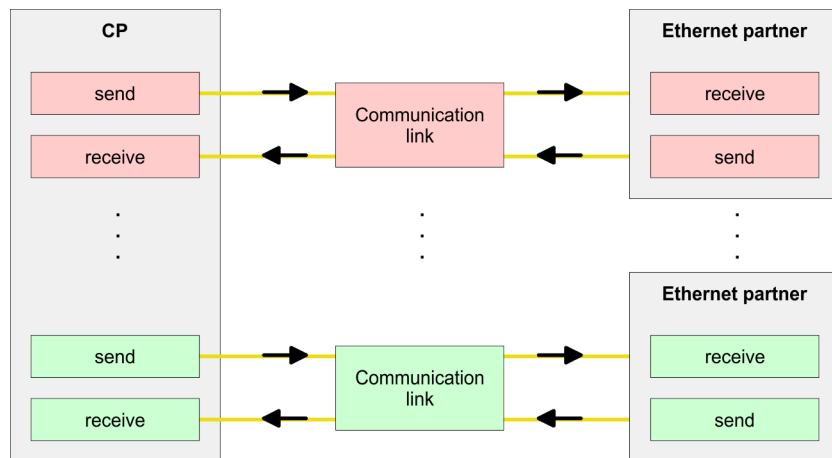 CP
Ethernet partner
send
Communication
link
receive
receive
send
Ethernet partner
send
Communication
link
receive
receive
send